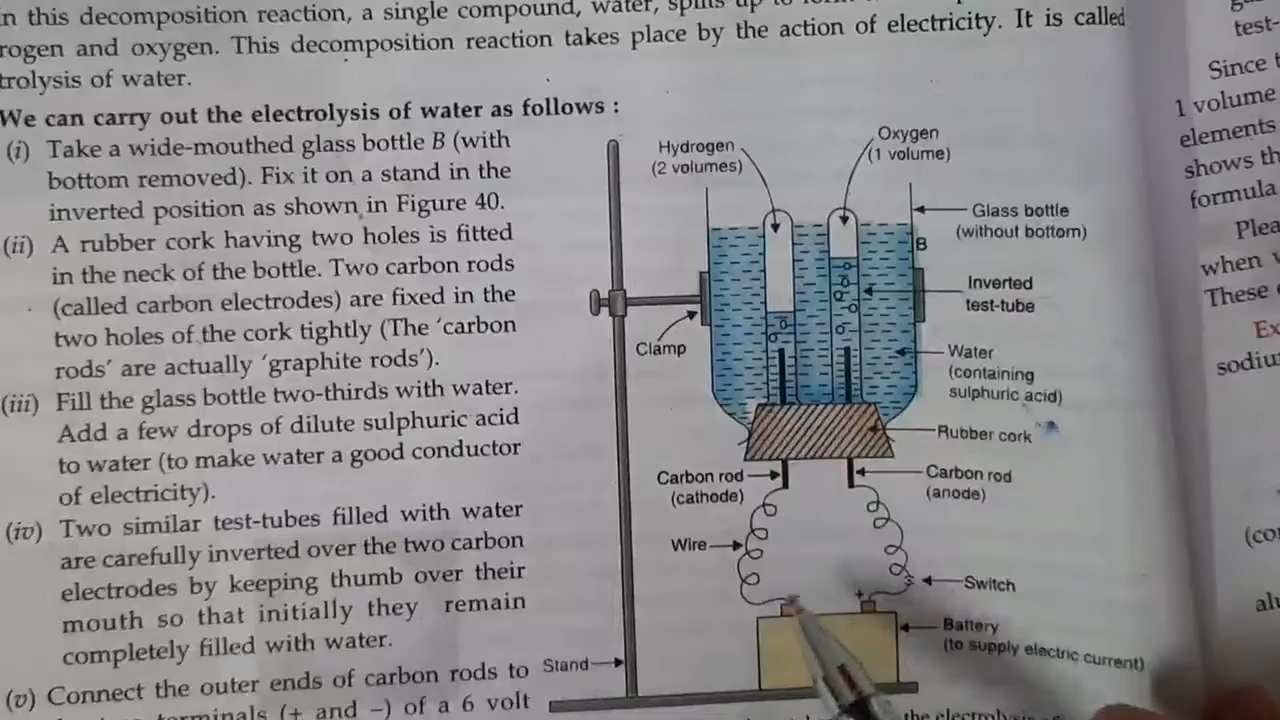 in this decomposition reaction, a single compound, water, splits up to
rogen and oxygen. This decomposition reaction takes place by the action of electricity. It is called
trolysis of water.
We can carry out the electrolysis of water as follows :
(i) Take a wide-mouthed glass bottle B (with
bottom removed). Fix it on a stand in the
inverted position as shown in Figure 40.
(ii) A rubber cork having two holes is fitted
in the neck of the bottle. Two carbon rods
(called carbon electrodes) are fixed in the
two holes of the cork tightly (The 'carbon
rods' are actually 'graphite rods').
(iii) Fill the glass bottle two-thirds with water.
Add a few drops of dilute sulphuric acid
to water (to make water a good conductor
of electricity).
(iv) Two similar test-tubes filled with water
are carefully inverted over the two carbon
electrodes by keeping thumb over their
mouth so that initially they remain
completely filled with water.
(v) Connect the outer ends of carbon rods to
terminals (+ and −) of a 6 volt
Hydrogen
(2 volumes)
Oxygen
(1 volume)
Glass bottle
(without bottom)
B
Inverted
test-tube
Clamp
Water
(containing
sulphuric acid)
Rubber cork
Carbon rod
(cathode)
Carbon rod
(anode)
Wire
Switch
+
Battery
(to supply electric current)
Stand
the
test-
Since
1 volume
elements
shows
formula
when
These